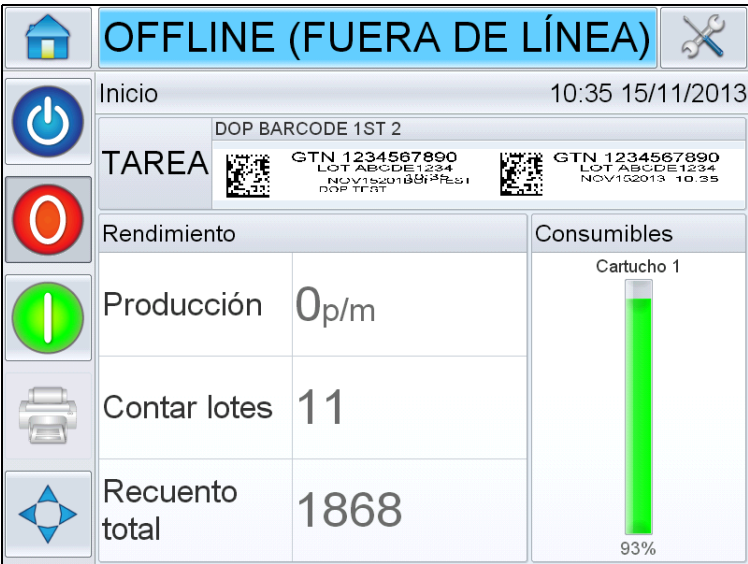 OFFLINE (FUERA DE LÍNEA)
Inicio 10:35 15/11/2013
DOP BARCODE 1ST 2
TAREA
GTN 1234567890
LOT ABCDE1234
DOP TEST
GTN 1234567890
LOT ABCDE1234
NOV152013 10.35
Rendimiento
Consumibles
Cartucho 1
Producción 0p/m
Contar lotes 11
Recuento
total
1868
93%